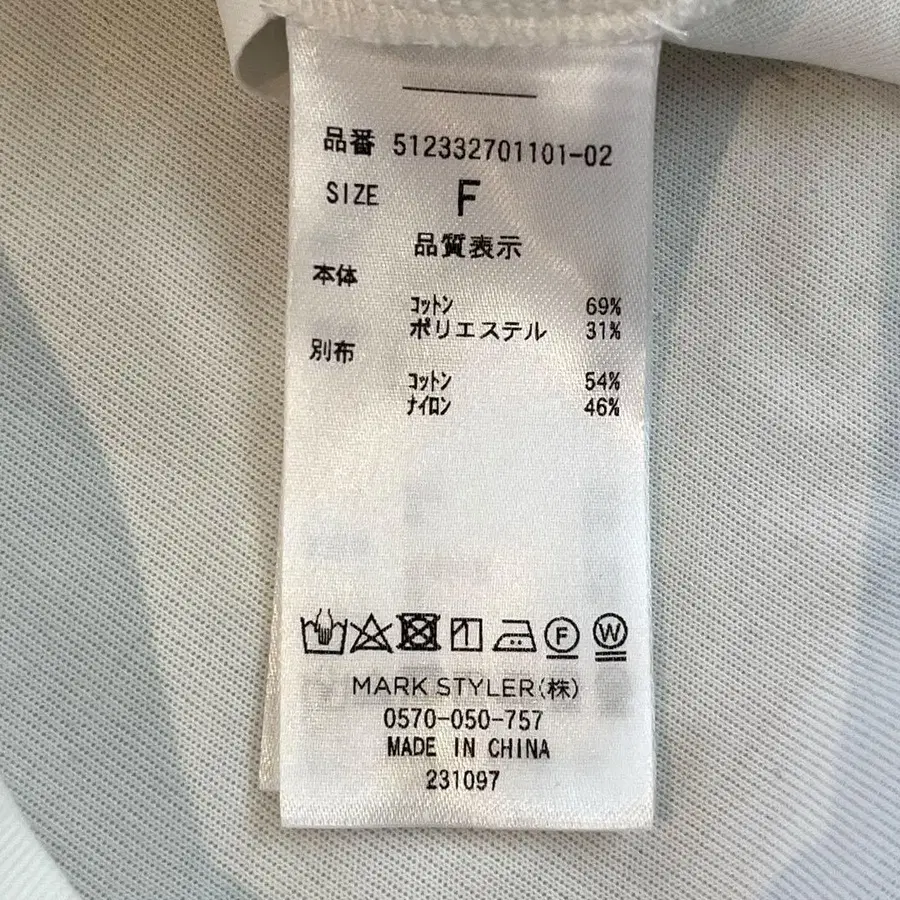 品番 512332701101-02
SIZE F
品質表示
本体
コットン 69%
ポリエステル 31%
別布
コットン 54%
ナイロン 46%
F W
MARK STYLER(株)
0570-050-757
MADE IN CHINA
231097